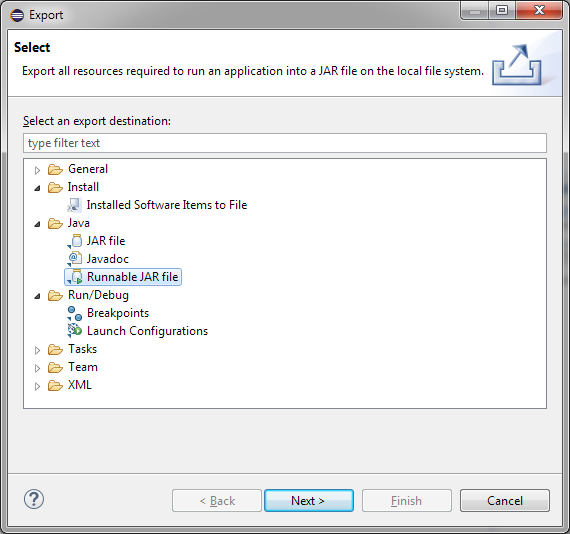 Export
Select
Export all resources required to run an application into a JAR file on the local file system.
Select an export destination:
type filter text
General
Install
Installed Software Items to File
Java
JAR file
Javadoc
Runnable JAR file
Run/Debug
Breakpoints
Launch Configurations
Tasks
Team
XML
? < Back Next > Finish Cancel